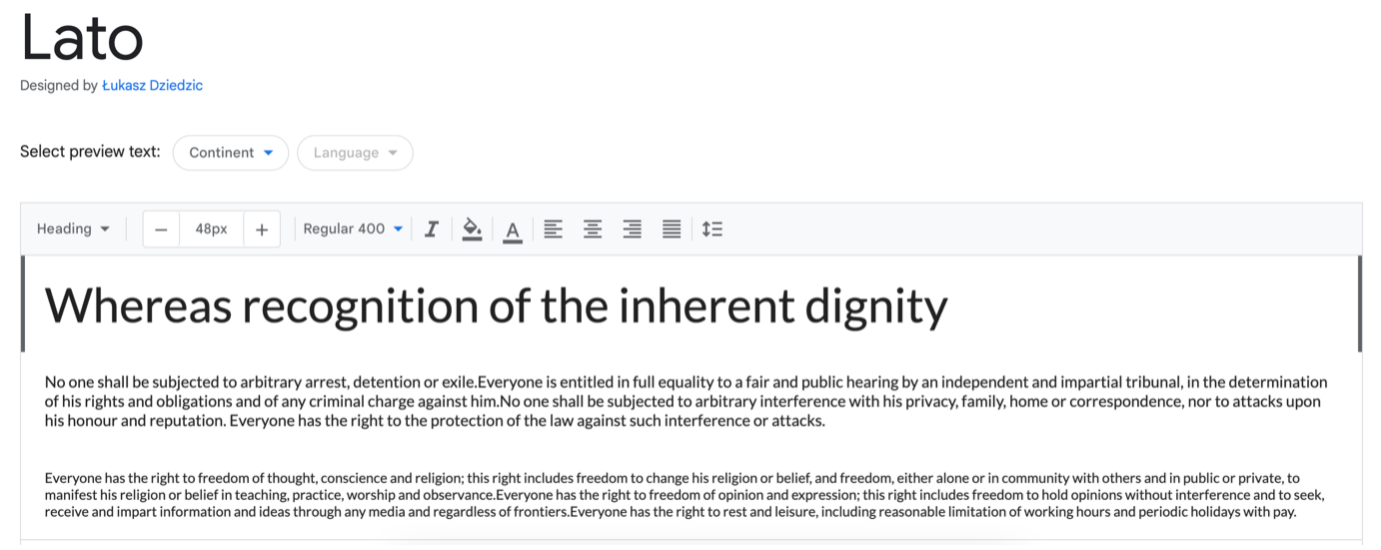 Lato
Designed by Łukasz Dziedzic
Select preview text: Continent Language
Heading − 48px + Regular 400 I A
Whereas recognition of the inherent dignity
No one shall be subjected to arbitrary arrest, detention or exile.Everyone is entitled in full equality to a fair and public hearing by an independent and impartial tribunal, in the determination
of his rights and obligations and of any criminal charge against him.No one shall be subjected to arbitrary interference with his privacy, family, home or correspondence, nor to attacks upon
his honour and reputation. Everyone has the right to the protection of the law against such interference or attacks.
Everyone has the right to freedom of thought, conscience and religion; this right includes freedom to change his religion or belief, and freedom, either alone or in community with others and in public or private, to
manifest his religion or belief in teaching, practice, worship and observance.Everyone has the right to freedom of opinion and expression; this right includes freedom to hold opinions without interference and to seek,
receive and impart information and ideas through any media and regardless of frontiers.Everyone has the right to rest and leisure, including reasonable limitation of working hours and periodic holidays with pay.